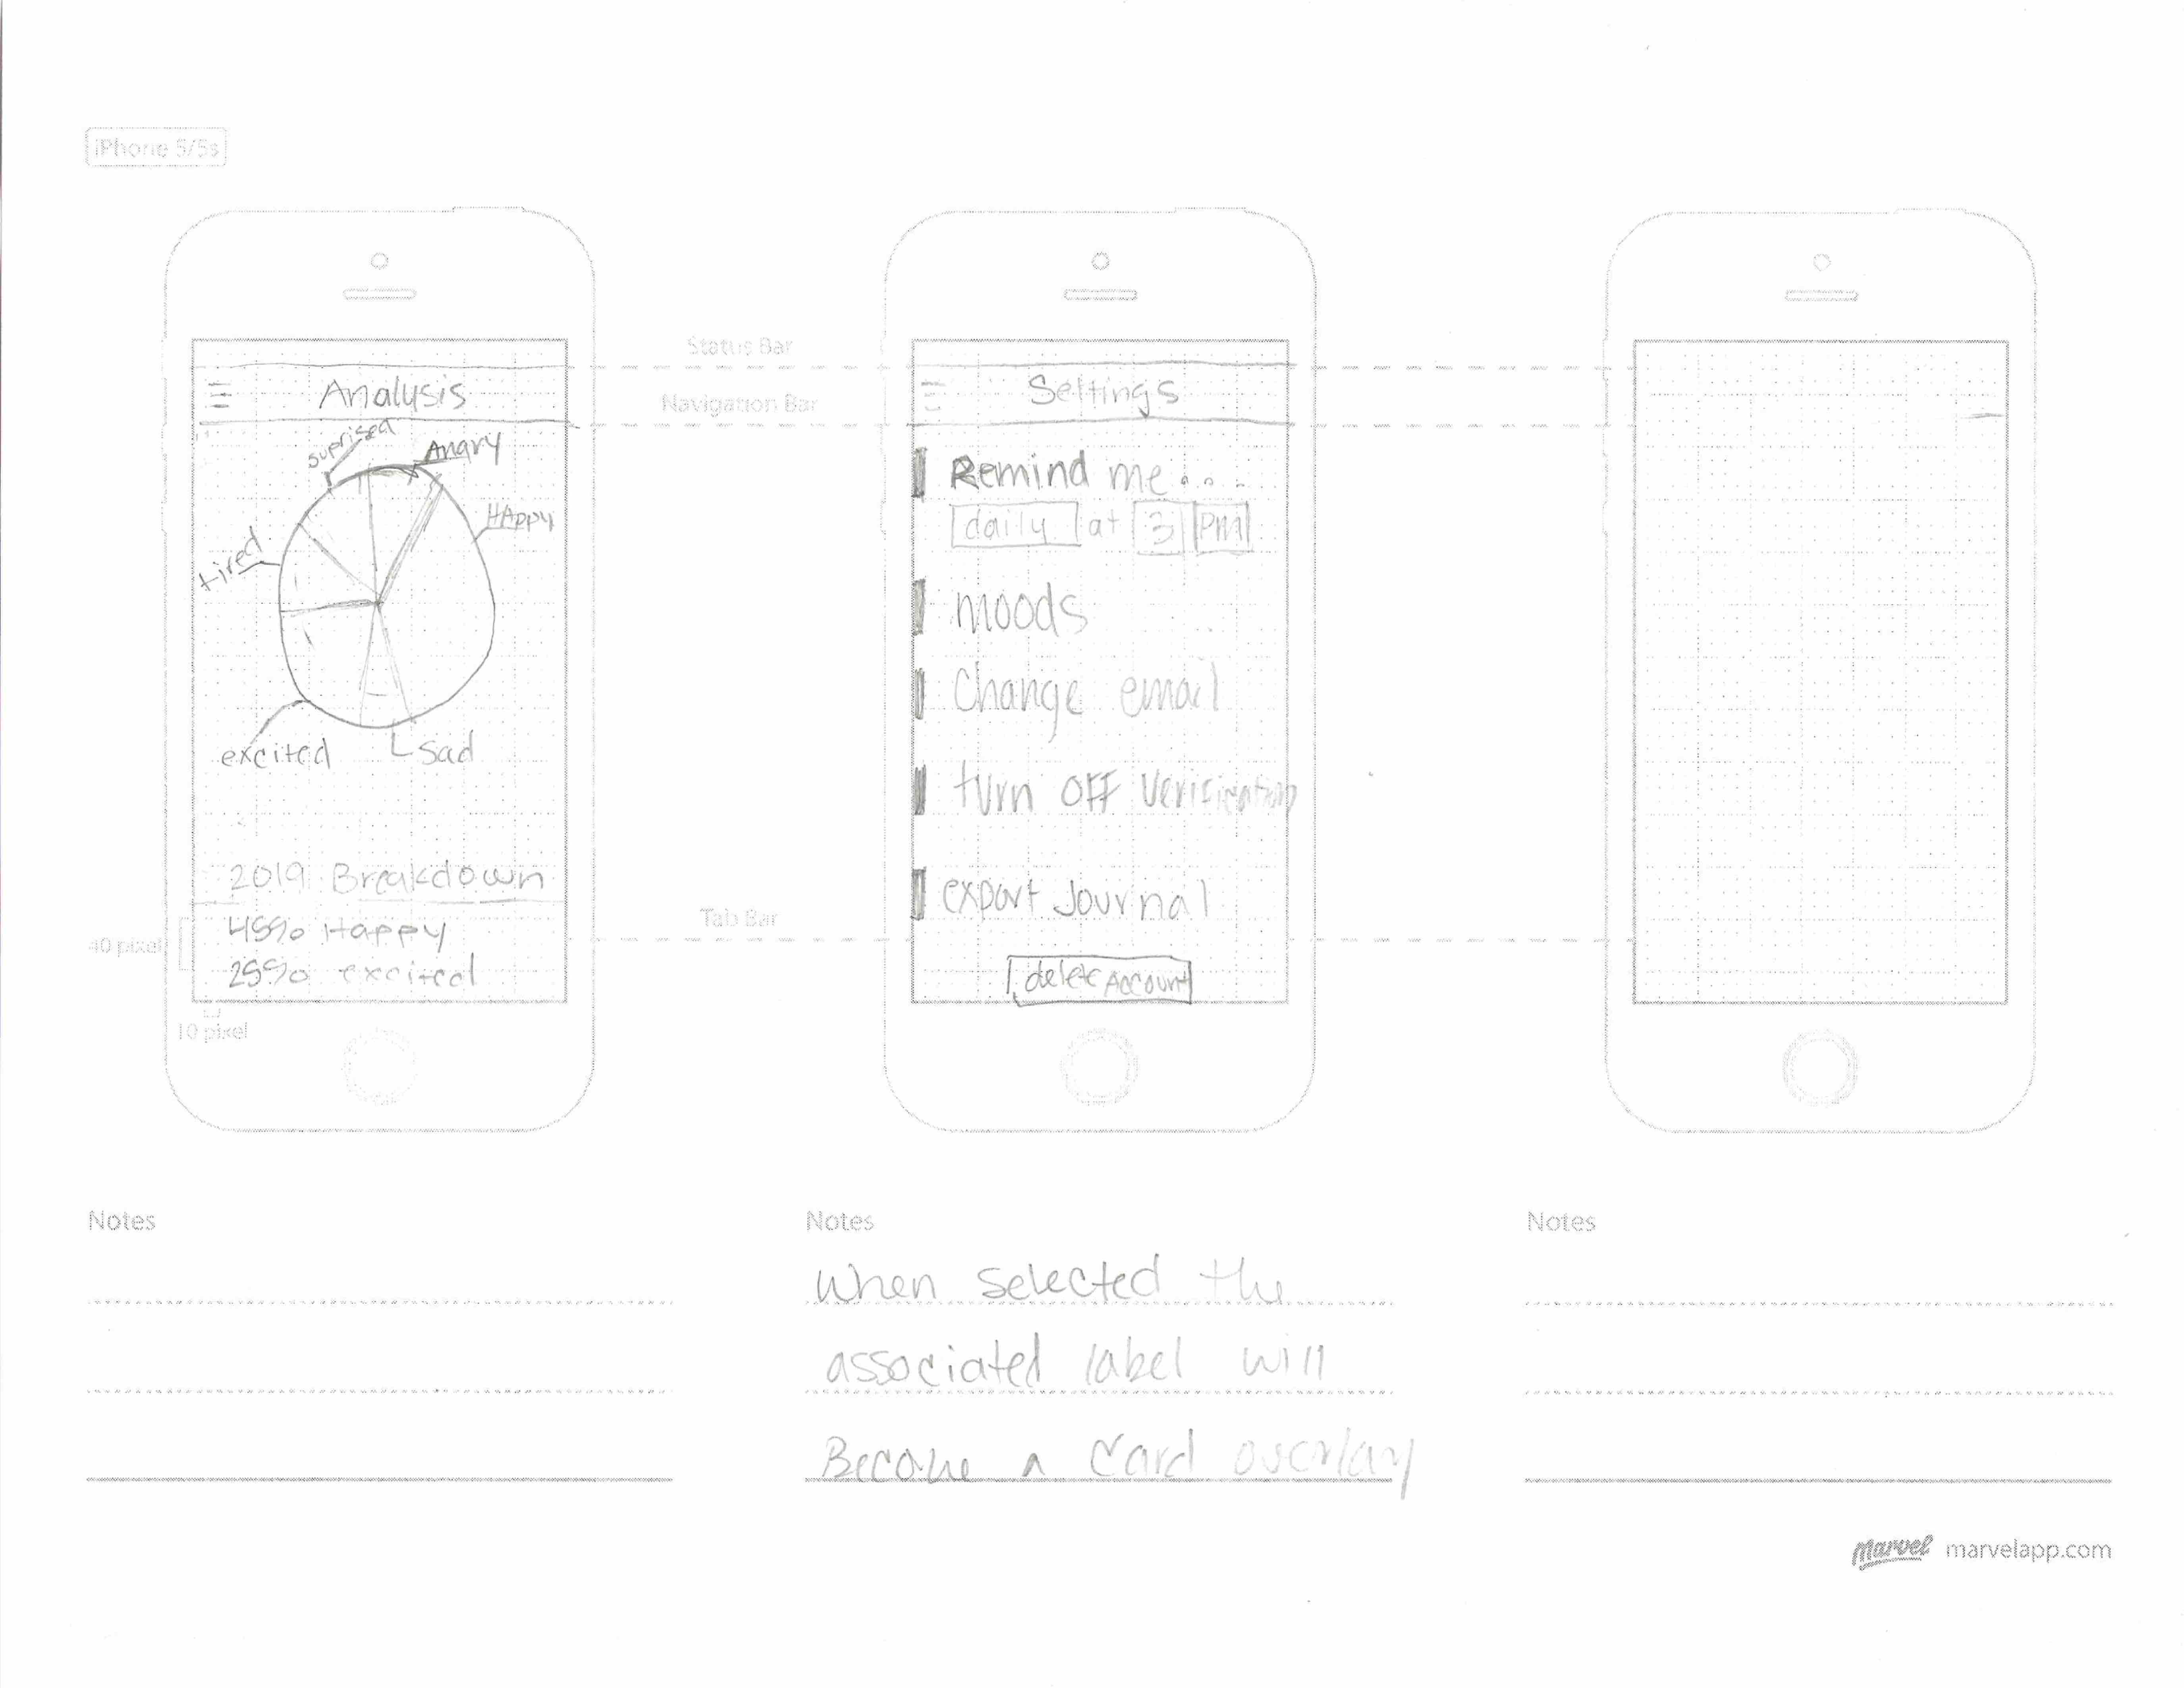 iPhone 5/5s
Status Bar
Navigation Bar
Tab Bar
40 pixel
10 pixel
Analysis
suprised
Angry
HAppy
tired
excited
Sad
2019 Breakdown
45% Happy
25% excited
Settings
Remind me...
daily at 3 pm
moods
Change email
turn off Verification
export Journal
delete Account
Notes
Notes
When selected the
associated label will
Become a Card overlay
Notes
Marvel marvelapp.com